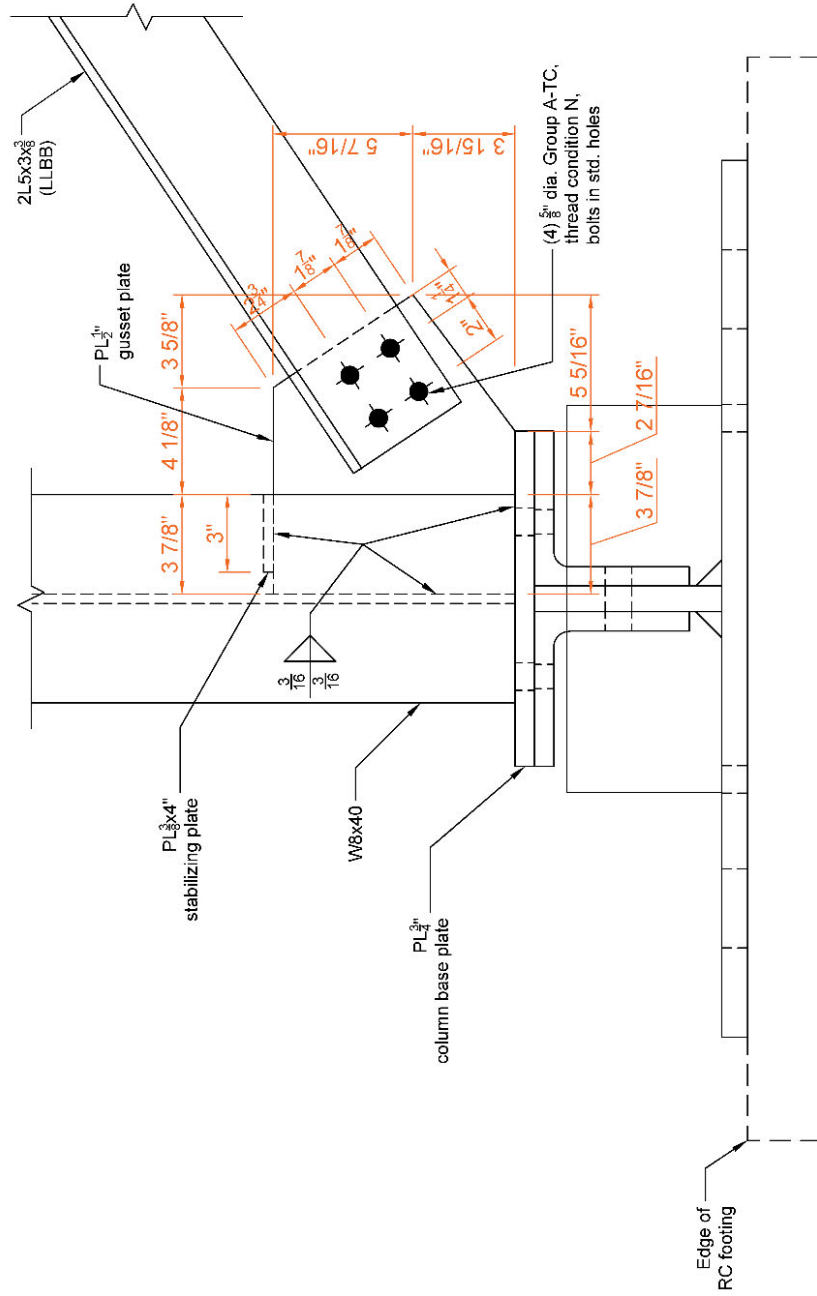 2L5x3x3/8
(LLBB)
PL1/2"
gusset plate
3 5/8"
4 1/8"
3 7/8"
3"
5 7/16"
3 15/16"
1 7/8"
1 7/8"
1 1/4"
2"
(4) 5/8" dia. Group A-TC,
thread condition N,
bolts in std. holes
5 5/16"
2 7/16"
3 7/8"
PL3/8x4"
stabilizing plate
3/16
3/16
W8x40
PL3/4"
column base plate
Edge of
RC footing